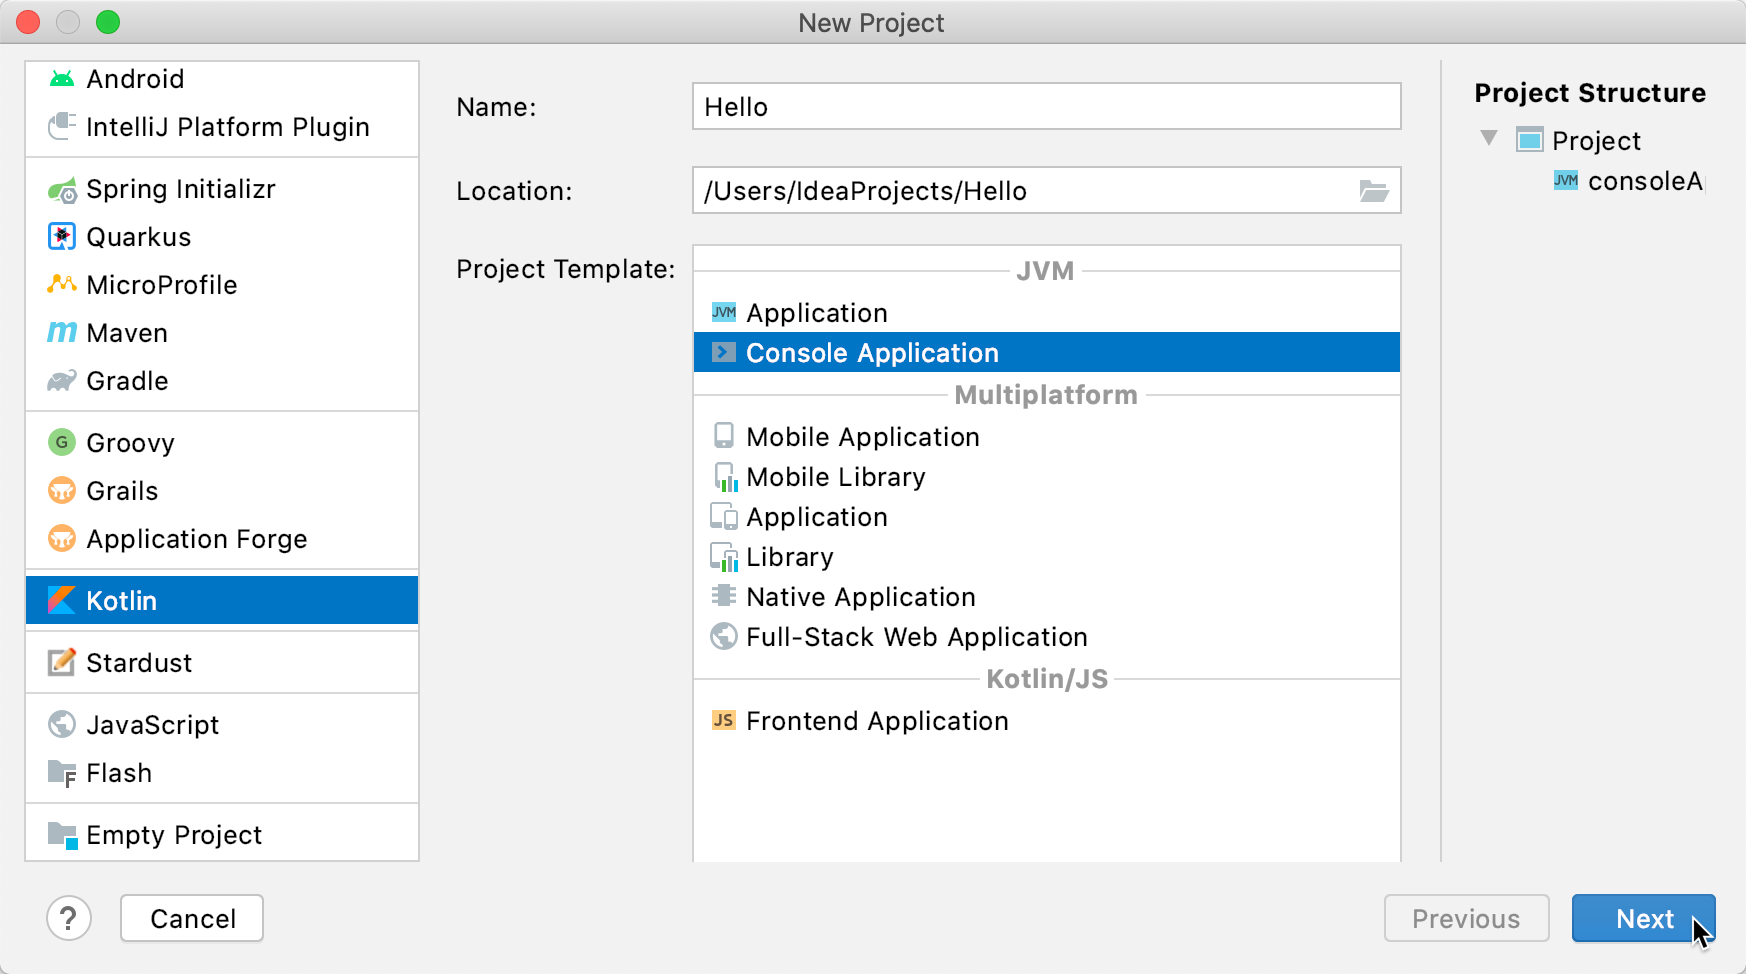 New Project
Android
IntelliJ Platform Plugin
Spring Initializr
Quarkus
MicroProfile
Maven
Gradle
G Groovy
Grails
Application Forge
Kotlin
Stardust
JavaScript
F Flash
Empty Project
Name:
Hello
Location:
/Users/IdeaProjects/Hello
Project Template:
JVM
JVM Application
Console Application
Multiplatform
Mobile Application
Mobile Library
Application
Library
Native Application
Full-Stack Web Application
Kotlin/JS
JS Frontend Application
Project Structure
Project
JVM consoleA
? Cancel
Previous
Next